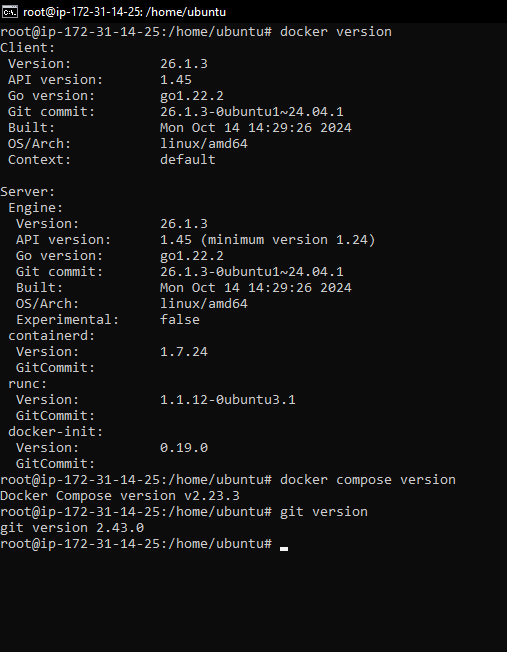 root@ip-172-31-14-25: /home/ubuntu
root@ip-172-31-14-25:/home/ubuntu# docker version
Client:
 Version:           26.1.3
 API version:       1.45
 Go version:        go1.22.2
 Git commit:        26.1.3-0ubuntu1~24.04.1
 Built:             Mon Oct 14 14:29:26 2024
 OS/Arch:           linux/amd64
 Context:           default

Server:
 Engine:
  Version:          26.1.3
  API version:      1.45 (minimum version 1.24)
  Go version:       go1.22.2
  Git commit:       26.1.3-0ubuntu1~24.04.1
  Built:            Mon Oct 14 14:29:26 2024
  OS/Arch:          linux/amd64
  Experimental:     false
 containerd:
  Version:          1.7.24
  GitCommit:
 runc:
  Version:          1.1.12-0ubuntu3.1
  GitCommit:
 docker-init:
  Version:          0.19.0
  GitCommit:
root@ip-172-31-14-25:/home/ubuntu# docker compose version
Docker Compose version v2.23.3
root@ip-172-31-14-25:/home/ubuntu# git version
git version 2.43.0
root@ip-172-31-14-25:/home/ubuntu#